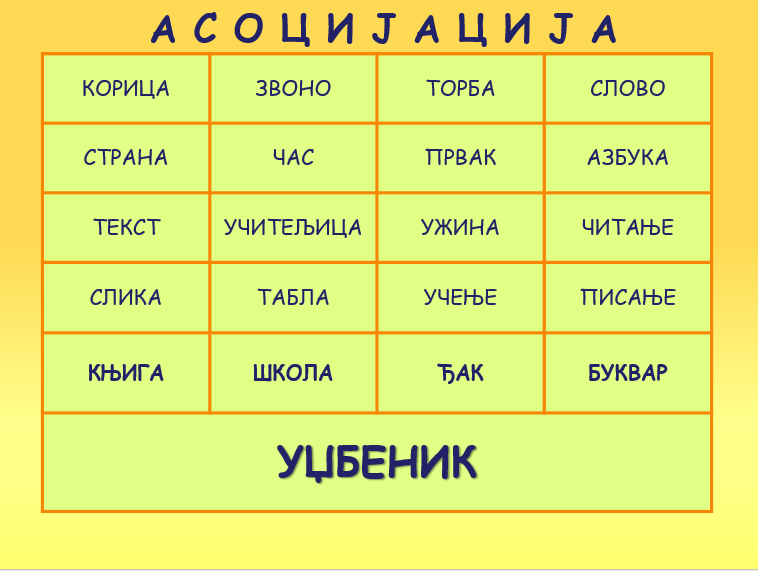 АСОЦИЈАЦИЈА
КОРИЦА ЗВОНО ТОРБА СЛОВО
СТРАНА ЧАС ПРВАК АЗБУКА
ТЕКСТ УЧИТЕЉИЦА УЖИНА ЧИТАЊЕ
СЛИКА ТАБЛА УЧЕЊЕ ПИСАЊЕ
КЊИГА ШКОЛА ЂАК БУКВАР
УЏБЕНИК